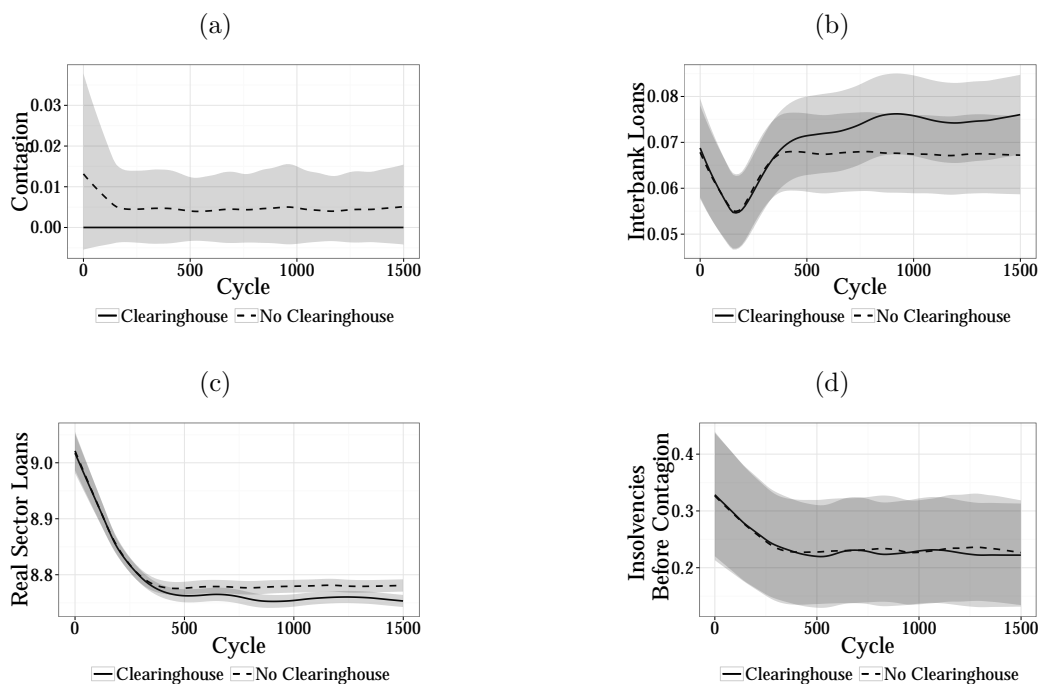 (a)
Contagion
0.03
0.02
0.01
0.00
0
500
1000
1500
Cycle
Clearinghouse No Clearinghouse
(b)
Interbank Loans
0.08
0.07
0.06
0.05
0
500
1000
1500
Cycle
Clearinghouse No Clearinghouse
(c)
Real Sector Loans
9.0
8.9
8.8
0
500
1000
1500
Cycle
Clearinghouse No Clearinghouse
(d)
Insolvencies
Before Contagion
0.4
0.3
0.2
0
500
1000
1500
Cycle
Clearinghouse No Clearinghouse